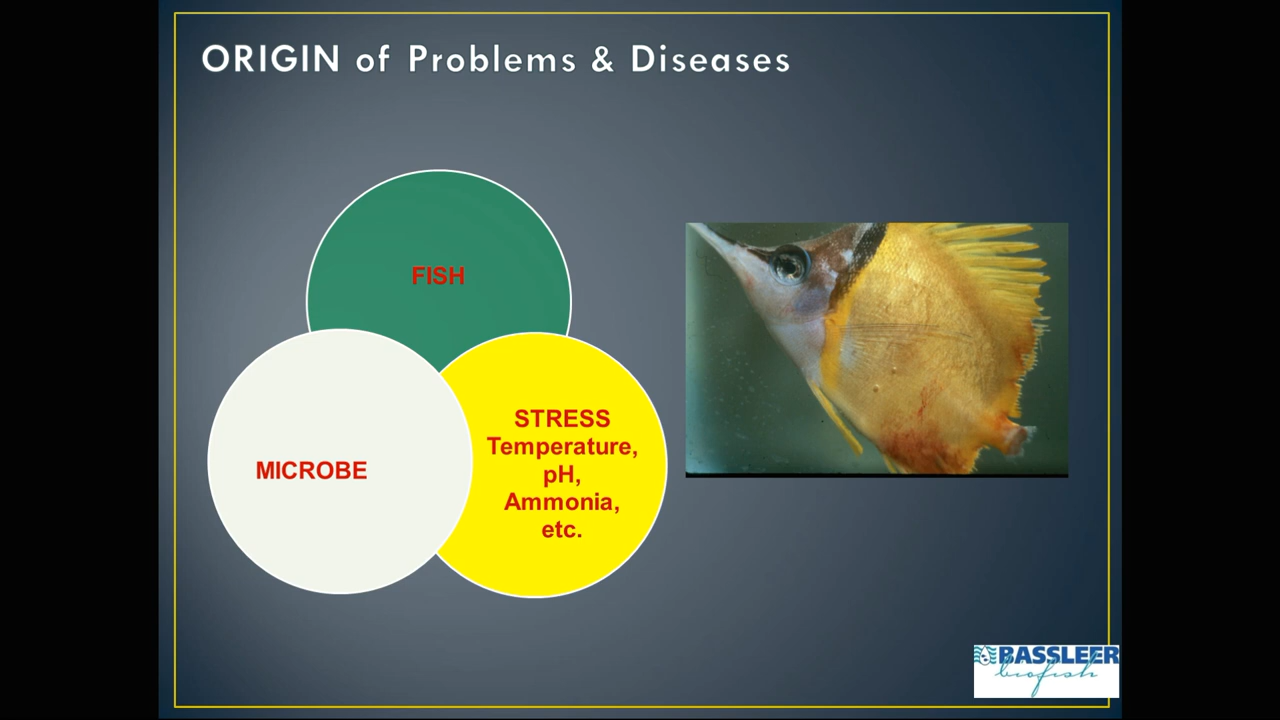 ORIGIN of Problems & Diseases
FISH
MICROBE
STRESS
Temperature,
pH,
Ammonia,
etc.
BASSLEER
biofish